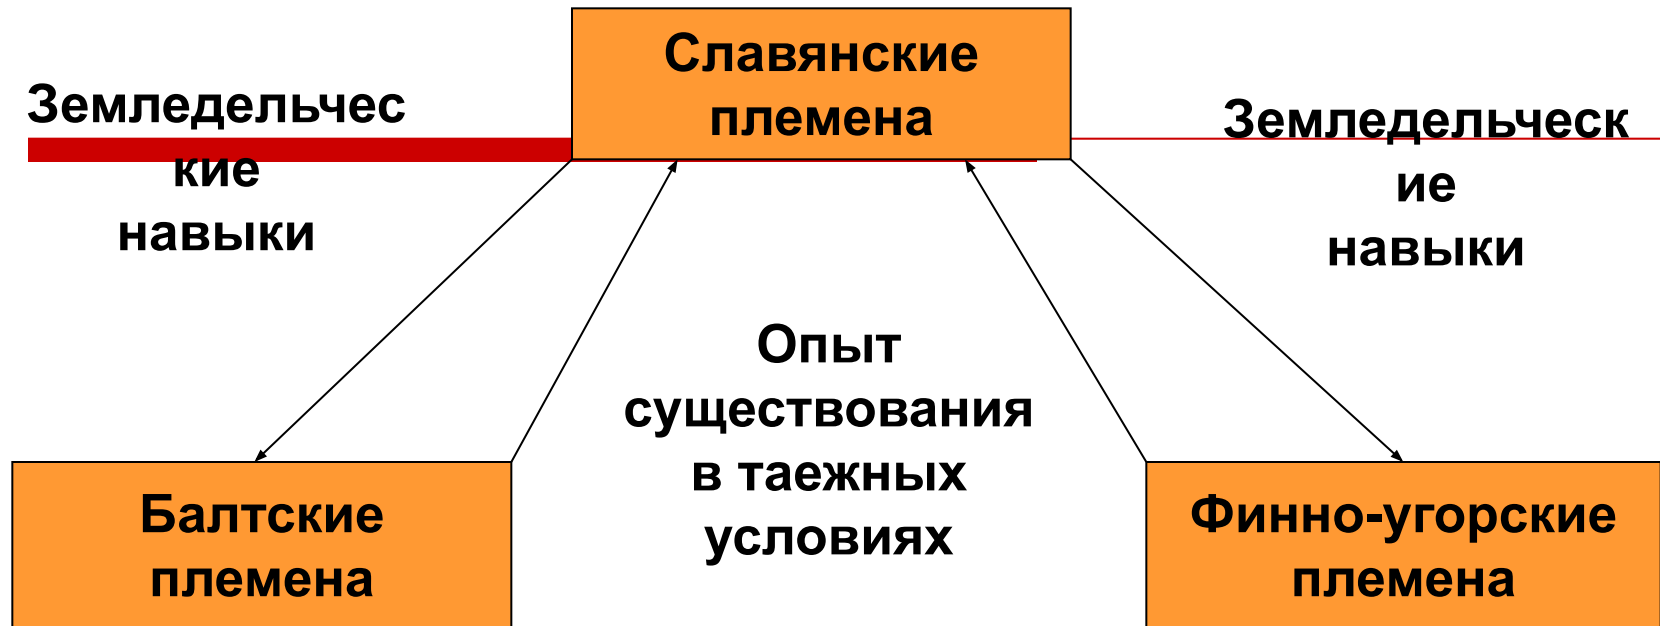 Славянские
племена
Земледельчес
кие
навыки
Земледельческ
ие
навыки
Опыт
существования
в таежных
условиях
Балтские
племена
Финно-угорские
племена